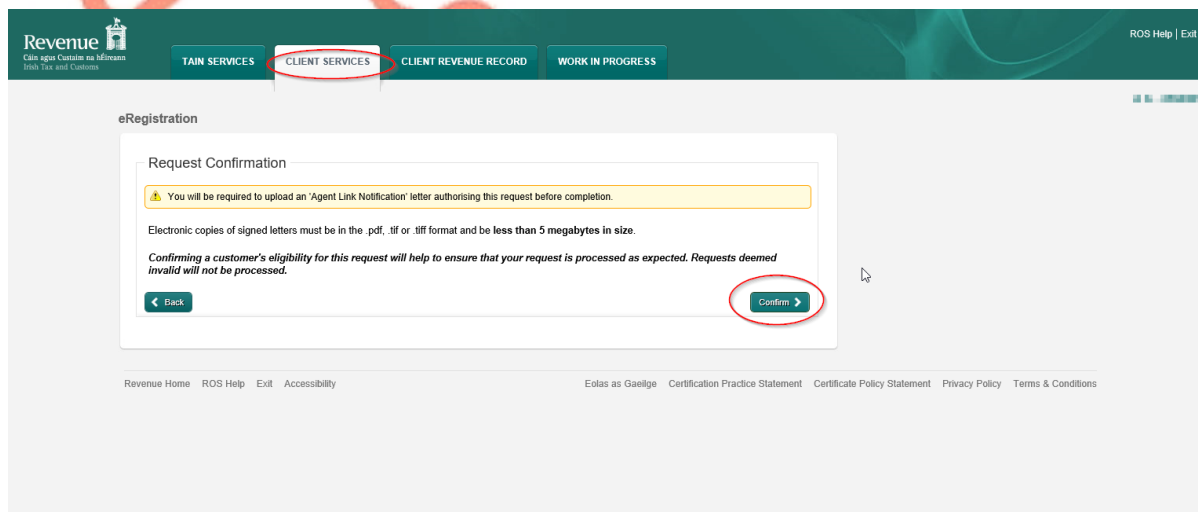 ROS Help | Exit
Revenue
Cáin agus Custaim na hÉireann
Irish Tax and Customs
TAIN SERVICES
CLIENT SERVICES
CLIENT REVENUE RECORD
WORK IN PROGRESS
eRegistration
Request Confirmation
You will be required to upload an 'Agent Link Notification' letter authorising this request before completion.
Electronic copies of signed letters must be in the .pdf, .tif or .tiff format and be less than 5 megabytes in size.
Confirming a customer's eligibility for this request will help to ensure that your request is processed as expected. Requests deemed
invalid will not be processed.
Back
Confirm
Revenue Home ROS Help Exit Accessibility
Eolas as Gaeilge Certification Practice Statement Certificate Policy Statement Privacy Policy Terms & Conditions